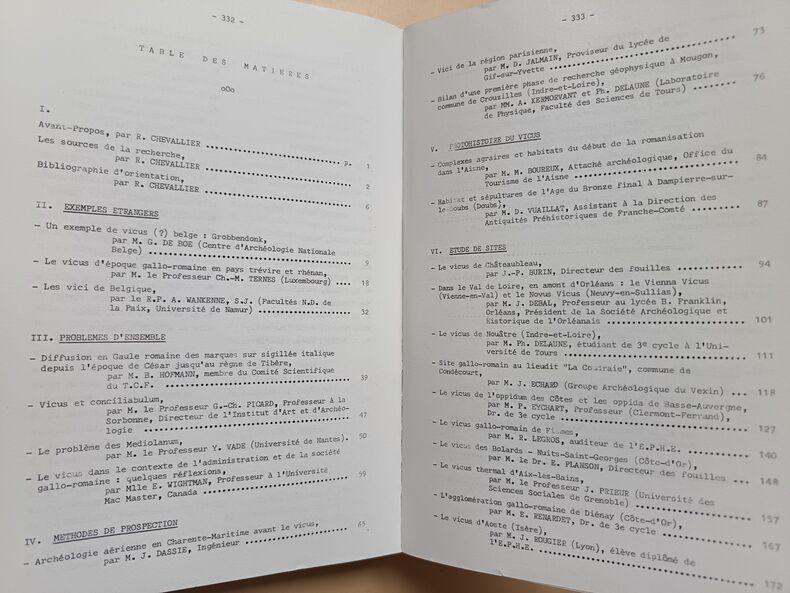 - 332 -
TABLE DES MATIERES
oOo
I.
Avant-Propos, par R. CHEVALLIER ................ p. 1
Les sources de la recherche,
par R. CHEVALLIER ................ 2
Bibliographie d'orientation,
par R. CHEVALLIER ................ 6
II. EXEMPLES ETRANGERS
- Un exemple de vicus (?) belge : Grobbendonk,
par M. G. DE BOE (Centre d'Archéologie Nationale
Belge) ................ 9
- Le vicus d'époque gallo-romaine en pays trévire et rhénan,
par M. le Professeur Ch.-M. TERNES (Luxembourg) .... 18
- Les vici de Belgique,
par le R.P. A. WANKENNE, S.J. (Facultés N.D. de
la Paix, Université de Namur) ................ 32
III. PROBLEMES D'ENSEMBLE
- Diffusion en Gaule romaine des marques sur sigillée italique
depuis l'époque de César jusqu'au règne de Tibère,
par M. B. HOFMANN, membre du Comité Scientifique
du T.C.F. ................ 39
- Vicus et conciliabulum,
par M. le Professeur G.-Ch. PICARD, Professeur à la
Sorbonne, Directeur de l'Institut d'Art et d'Archéo-
logie ................ 47
- Le problème des Mediolanum,
par M. le Professeur Y. VADE (Université de Nantes). 50
- Le vicus dans le contexte de l'administration et de la société
gallo-romaine : quelques réflexions,
par Mlle E. WIGHTMAN, Professeur à l'Université
Mac Master, Canada ................ 59
IV. METHODES DE PROSPECTION
- Archéologie aérienne en Charente-Maritime avant le vicus,
par M. J. DASSIE, Ingénieur ................ 65
- 333 -
- Vici de la région parisienne,
par M. D. JALMAIN, Proviseur du lycée de
Gif-sur-Yvette ................ 73
- Bilan d'une première phase de recherche géophysique à Mougon,
commune de Crouzilles (Indre-et-Loire),
par MM. A. KERMORVANT et Ph. DELAUNE (Laboratoire
de Physique, Faculté des Sciences de Tours) ........ 76
V. PROTOHISTOIRE DU VICUS
- Complexes agraires et habitats du début de la romanisation
dans l'Aisne,
par M. M. BOUREUX, Attaché archéologique, Office du
Tourisme de l'Aisne ................ 84
- Habitat et sépultures de l'Age du Bronze final à Dampierre-sur-
le-Doubs (Doubs),
par M. D. VUAILLAT, Assistant à la Direction des
Antiquités Préhistoriques de Franche-Comté ........ 87
VI. ETUDE DE SITES
- Le vicus de Châteaubleau,
par J.-P. BURIN, Directeur des fouilles ........ 94
- Dans le Val de Loire, en amont d'Orléans : le Vienna Vicus
(Vienne-en-Val) et le Novus Vicus (Neuvy-en-Sullias),
par M. J. DEBAL, Professeur au lycée B. Franklin,
Orléans, Président de la Société Archéologique et
Historique de l'Orléanais ................ 101
- Le vicus de Nouâtre (Indre-et-Loire),
par M. Ph. DELAUNE, étudiant de 3e cycle à l'Uni-
versité de Tours ................ 111
- Site gallo-romain au lieudit "La Coudraie", commune de
Condécourt,
par M. J. ECHARD (Groupe Archéologique du Vexin) ... 118
- Le vicus de l'oppidum des Côtes et les oppida de Basse-Auvergne,
par M. P. EYCHART, Professeur (Clermont-Ferrand),
Dr. de 3e cycle ................ 127
- Le vicus gallo-romain de Fismes,
par M. R. LEGROS, auditeur de l'E.P.H.E. ........ 140
- Le vicus des Bolards - Nuits-Saint-Georges (Côte-d'Or),
par M. le Dr. E. PLANSON, Directeur des fouilles ... 148
- Le vicus thermal d'Aix-les-Bains,
par M. le Professeur J. PRIEUR (Université des
Sciences Sociales de Grenoble) ................ 157
- L'agglomération gallo-romaine de Diénay (Côte-d'Or),
par M. E. RENARDET, Dr. de 3e cycle ........ 167
- Le vicus d'Aoste (Isère),
par M. J. ROUGIER (Lyon), élève diplômé de
l'E.P.H.E. ................ 172